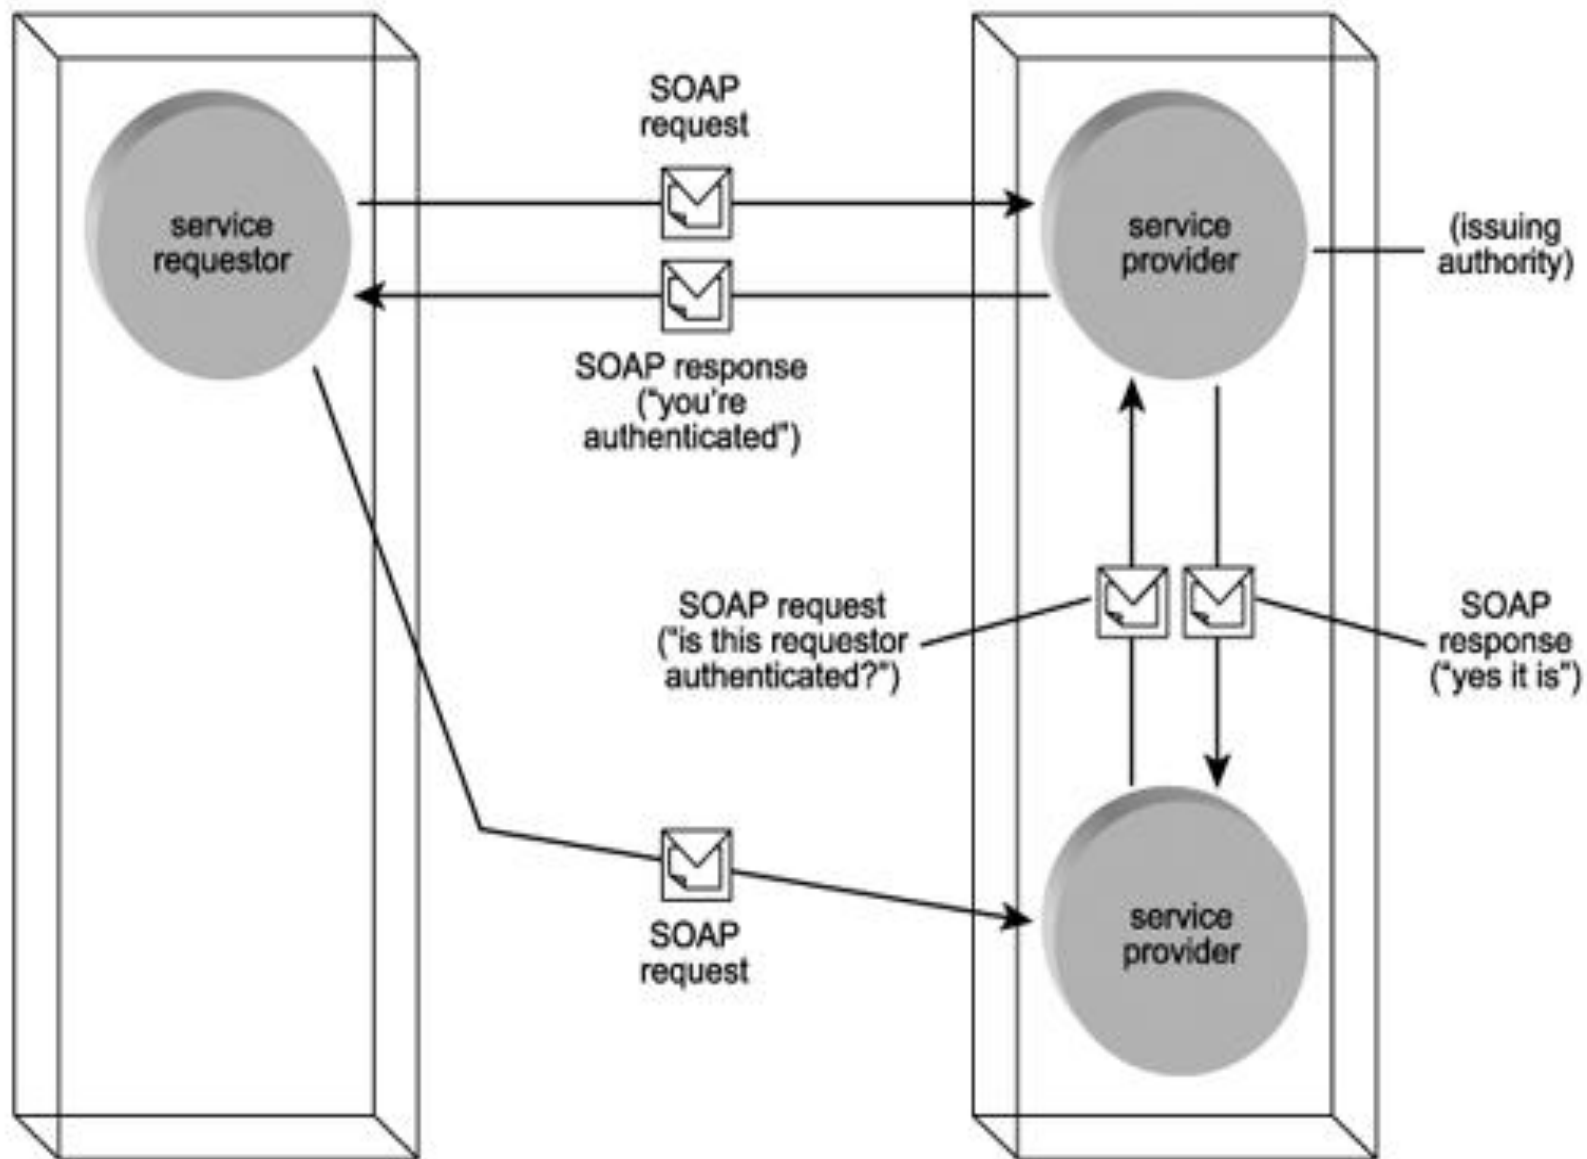 SOAP
request
service
requestor
service
provider
(issuing
authority)
SOAP response
("you're
authenticated")
SOAP request
("is this requestor
authenticated?")
SOAP
response
("yes it is")
SOAP
request
service
provider